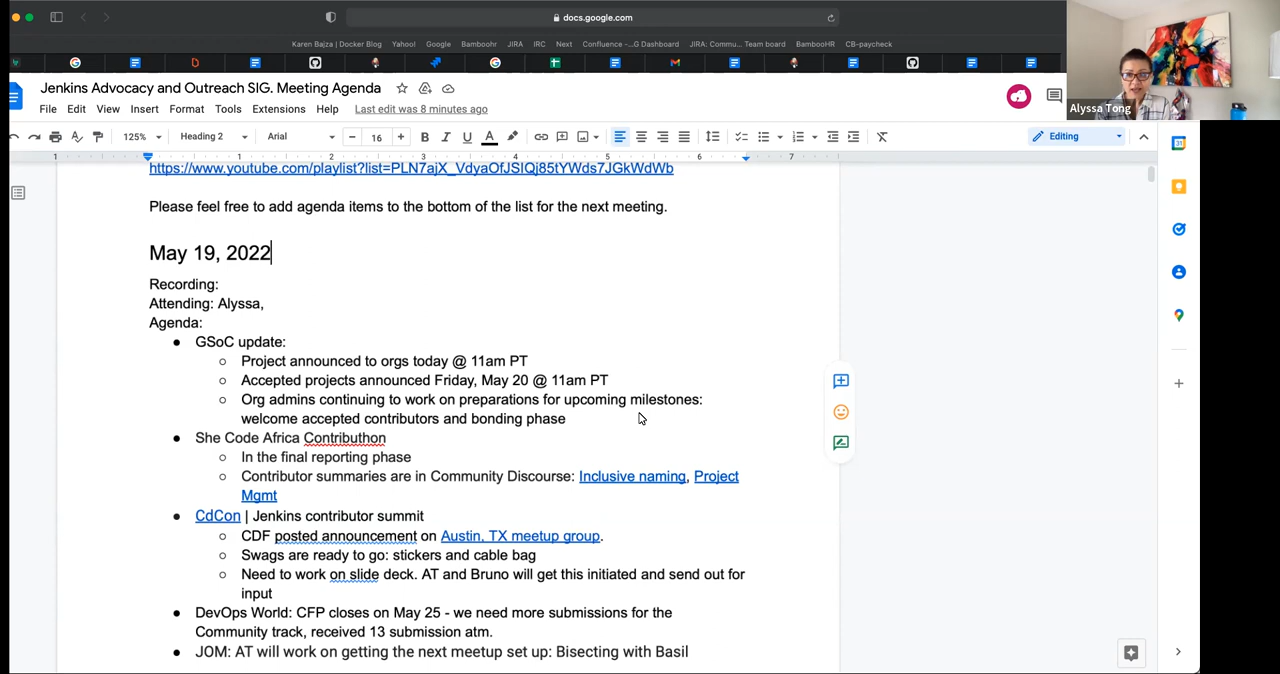 docs.google.com
Karen Bajza | Docker Blog Yahoo! Google Bamboohr JIRA IRC Next Confluence -...G Dashboard JIRA: Commu... Team board BambooHR CB-paycheck
Jenkins Advocacy and Outreach SIG. Meeting Agenda
Alyssa Tong
File Edit View Insert Format Tools Extensions Help Last edit was 8 minutes ago
125% Heading 2 Arial 16 B I U A Editing
1 1 2 3 4 5 6 7
https://www.youtube.com/playlist?list=PLN7ajX_VdyaOfJSIQj85tYWds7JGkWdWb
Please feel free to add agenda items to the bottom of the list for the next meeting.
May 19, 2022
Recording:
Attending: Alyssa,
Agenda:
GSoC update:
Project announced to orgs today @ 11am PT
Accepted projects announced Friday, May 20 @ 11am PT
Org admins continuing to work on preparations for upcoming milestones:
welcome accepted contributors and bonding phase
She Code Africa Contributhon
In the final reporting phase
Contributor summaries are in Community Discourse: Inclusive naming, Project
Mgmt
CdCon | Jenkins contributor summit
CDF posted announcement on Austin, TX meetup group.
Swags are ready to go: stickers and cable bag
Need to work on slide deck. AT and Bruno will get this initiated and send out for
input
DevOps World: CFP closes on May 25 - we need more submissions for the
Community track, received 13 submission atm.
JOM: AT will work on getting the next meetup set up: Bisecting with Basil